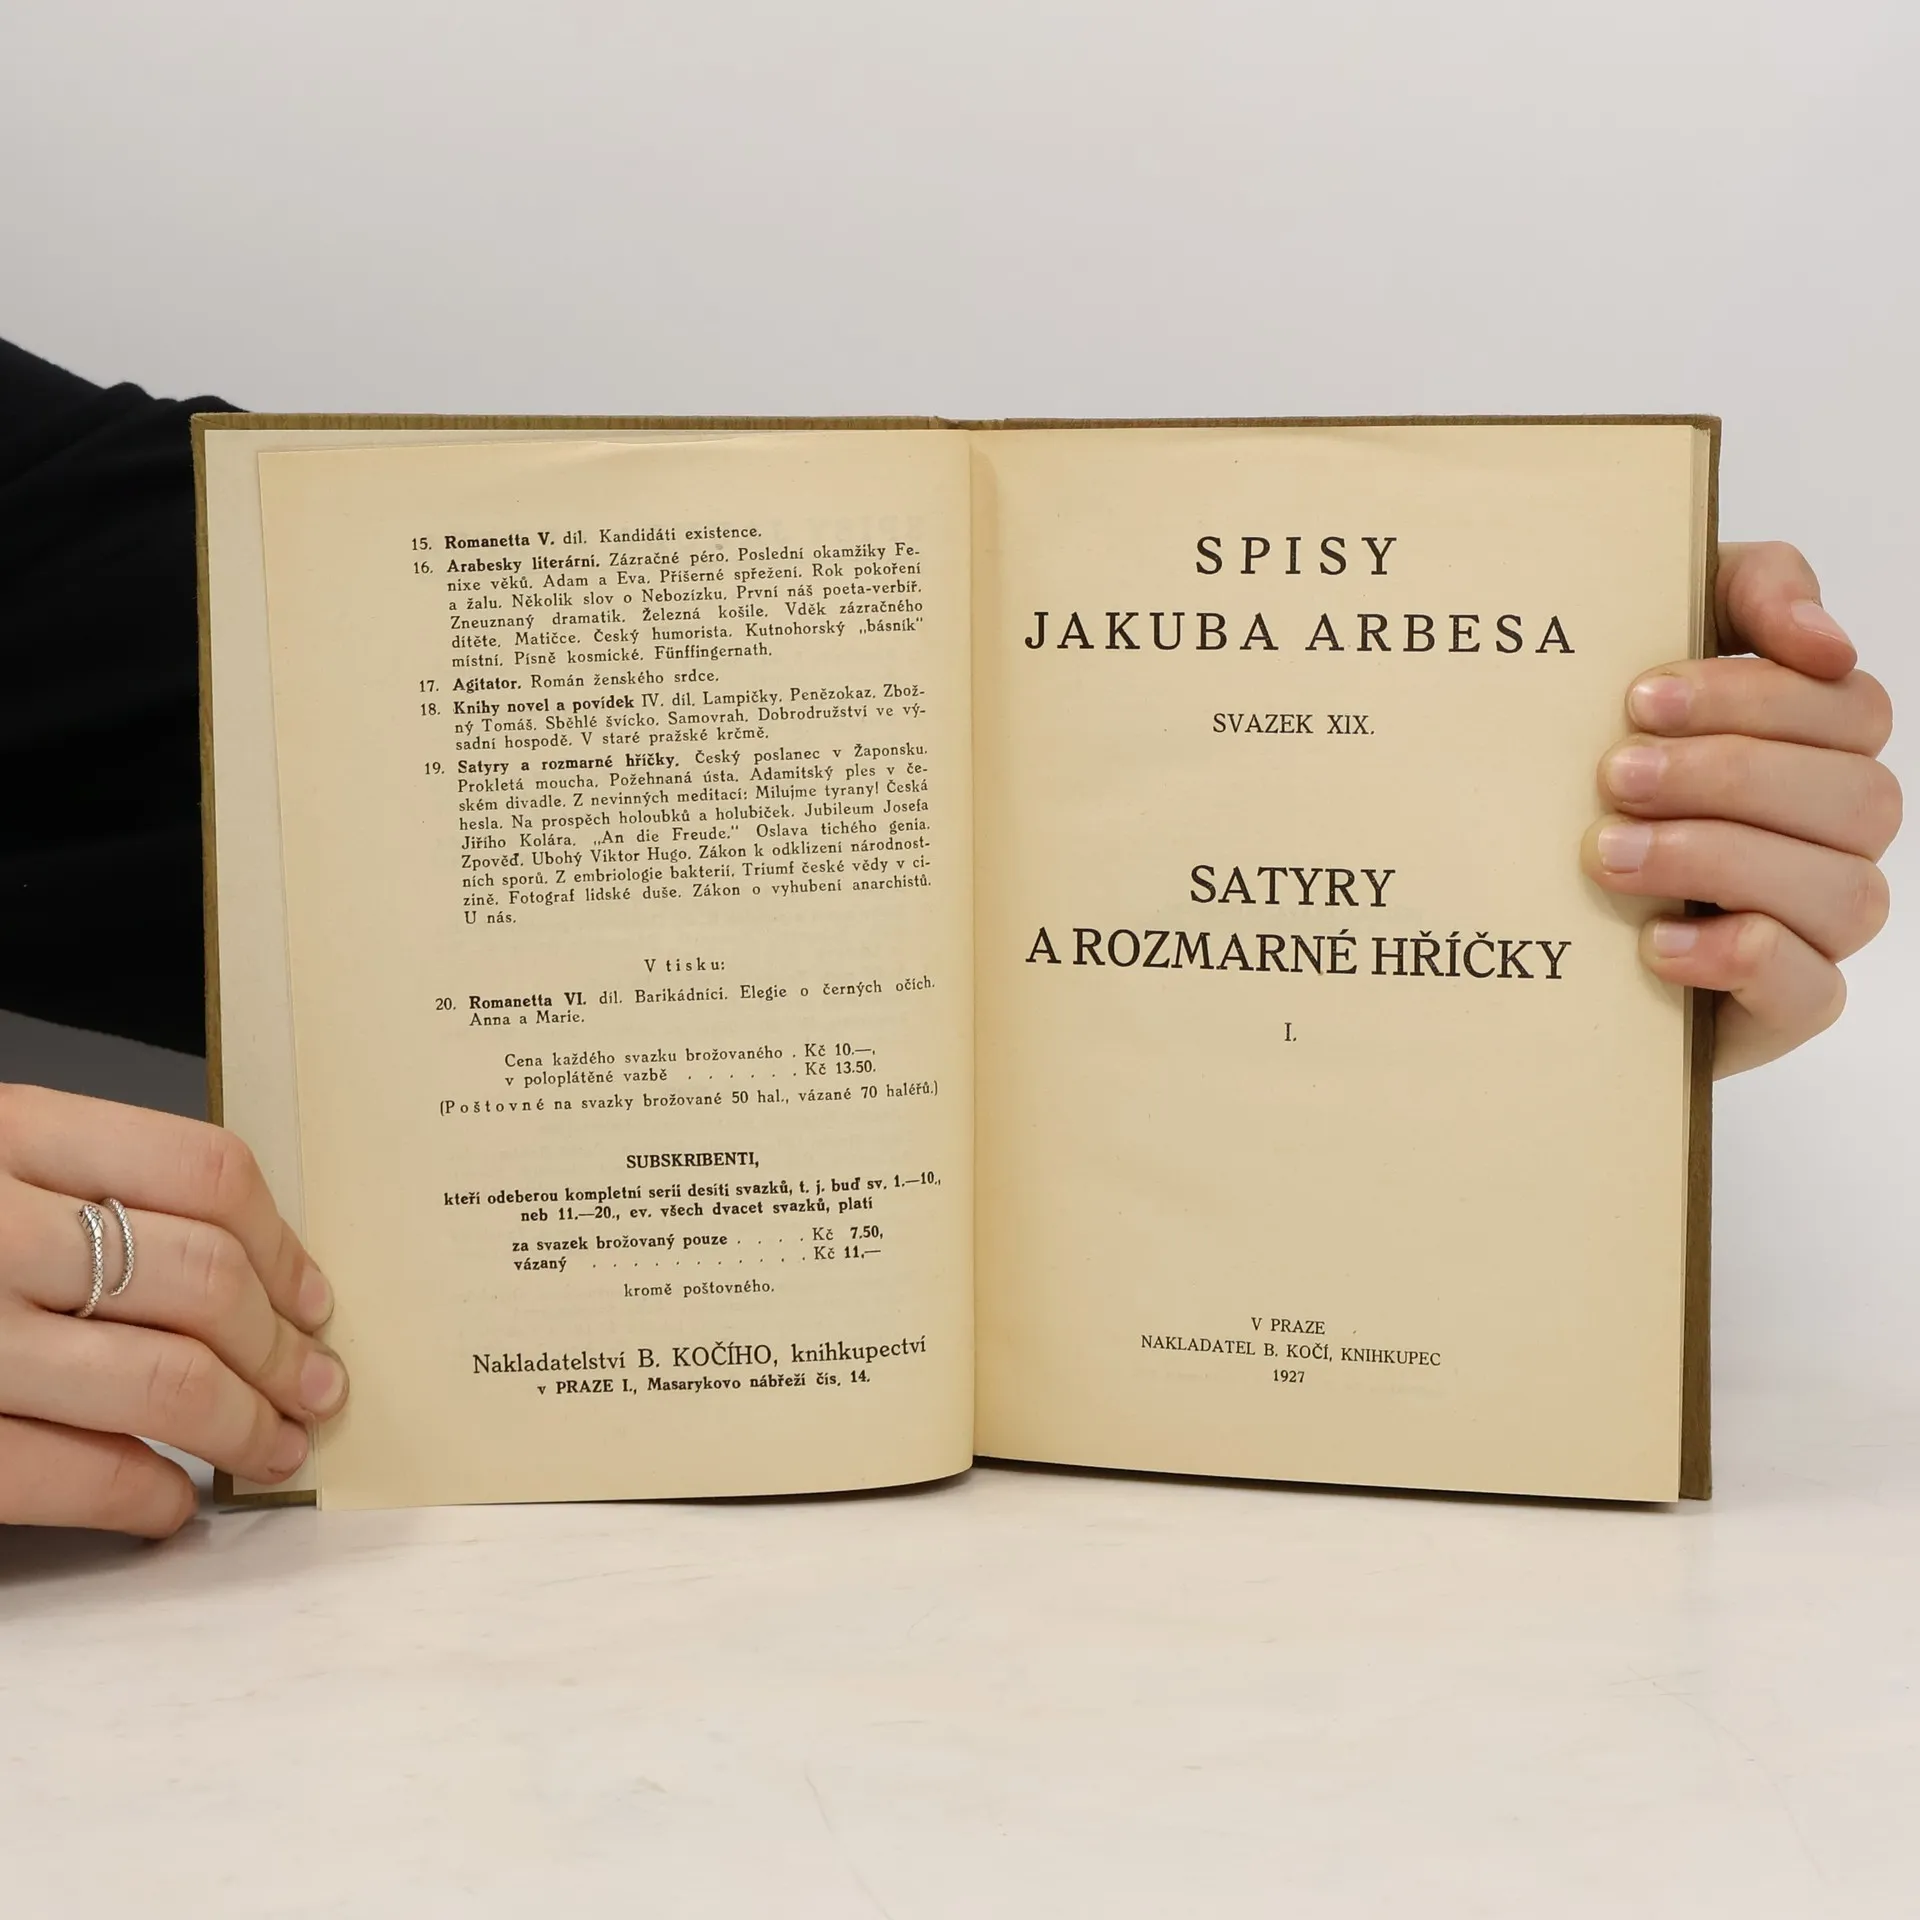 15. Romanetta V. díl. Kandidáti existence.
16. Arabesky literární. Zázračné péro. Poslední okamžiky Fe-
nixe věků. Adam a Eva. Příšerné spřežení. Rok pokoření
a žalu. Několik slov o Nebozízku. První náš poeta-verbíř.
Zneuznaný dramatik. Železná košile. Vděk zázračného
dítěte. Matičce. Český humorista. Kutnohorský „básník“
místní. Písně kosmické. Fünffingernath.
17. Agitator. Román ženského srdce.
18. Knihy novel a povídek IV. díl. Lampičky. Penězokaz. Zbož-
ný Tomáš. Sběhlé švícko. Samovrah. Dobrodružství ve vý-
sadní hospodě. V staré pražské krčmě.
19. Satyry a rozmarné hříčky. Český poslanec v Žaponsku.
Prokletá moucha. Požehnaná ústa. Adamitský ples v če-
ském divadle. Z nevinných meditací: Milujme tyrany! Česká
hesla. Na prospěch holoubků a holubiček. Jubileum Josefa
Jiřího Kolára. „An die Freude.“ Oslava tichého genia.
Zpověď. Ubohý Viktor Hugo. Zákon k odklizení národnost-
ních sporů. Z embriologie bakterií. Triumf české vědy v ci-
zině. Fotograf lidské duše. Zákon o vyhubení anarchistů.
U nás.
V tisku:
20. Romanetta VI. díl. Barikádníci. Elegie o černých očích.
Anna a Marie.
Cena každého svazku brožovaného . Kč 10.—,
v poloplátěné vazbě . . . . . . Kč 13.50.
(Poštovné na svazky brožované 50 hal., vázané 70 haléřů.)
SUBSKRIBENTI,
kteří odeberou kompletní serii desíti svazků, t. j. buď sv. 1.—10.,
neb 11.—20., ev. všech dvacet svazků, platí
za svazek brožovaný pouze . . . . Kč 7.50,
vázaný . . . . . . . . . . . Kč 11.—
kromě poštovného.
Nakladatelství B. KOČÍHO, knihkupectví
v PRAZE I., Masarykovo nábřeží čís. 14.
SPISY
JAKUBA ARBESA
SVAZEK XIX.
SATYRY
A ROZMARNÉ HŘÍČKY
I.
V PRAZE
NAKLADATEL B. KOČÍ, KNIHKUPEC
1927